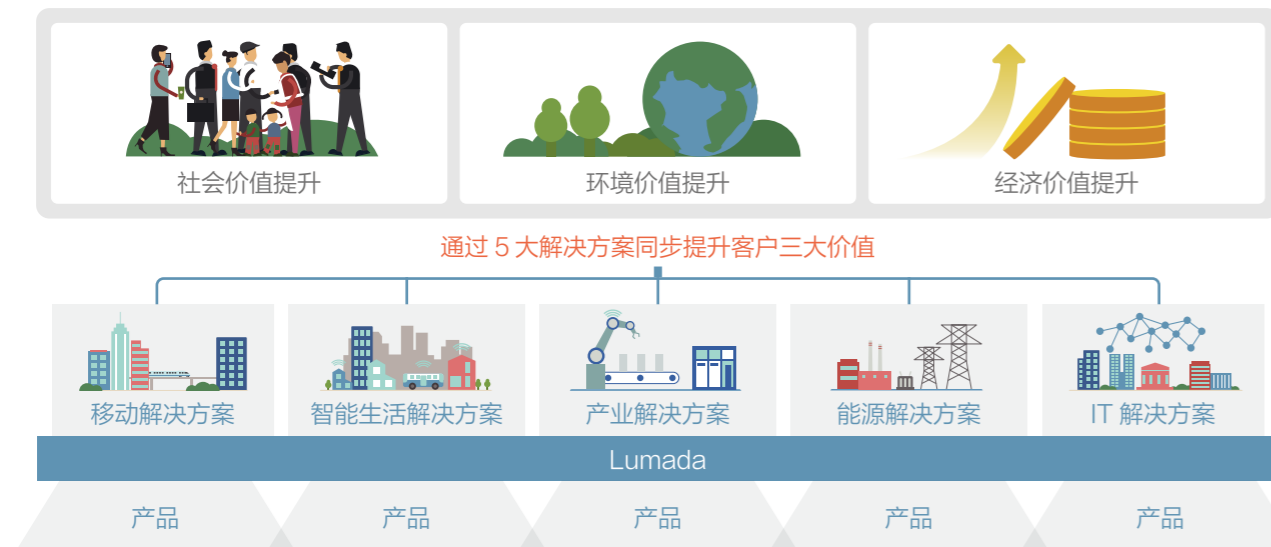 社会价值提升
环境价值提升
经济价值提升
通过 5 大解决方案同步提升客户三大价值
移动解决方案
智能生活解决方案
产业解决方案
能源解决方案
IT 解决方案
Lumada
产品
产品
产品
产品
产品